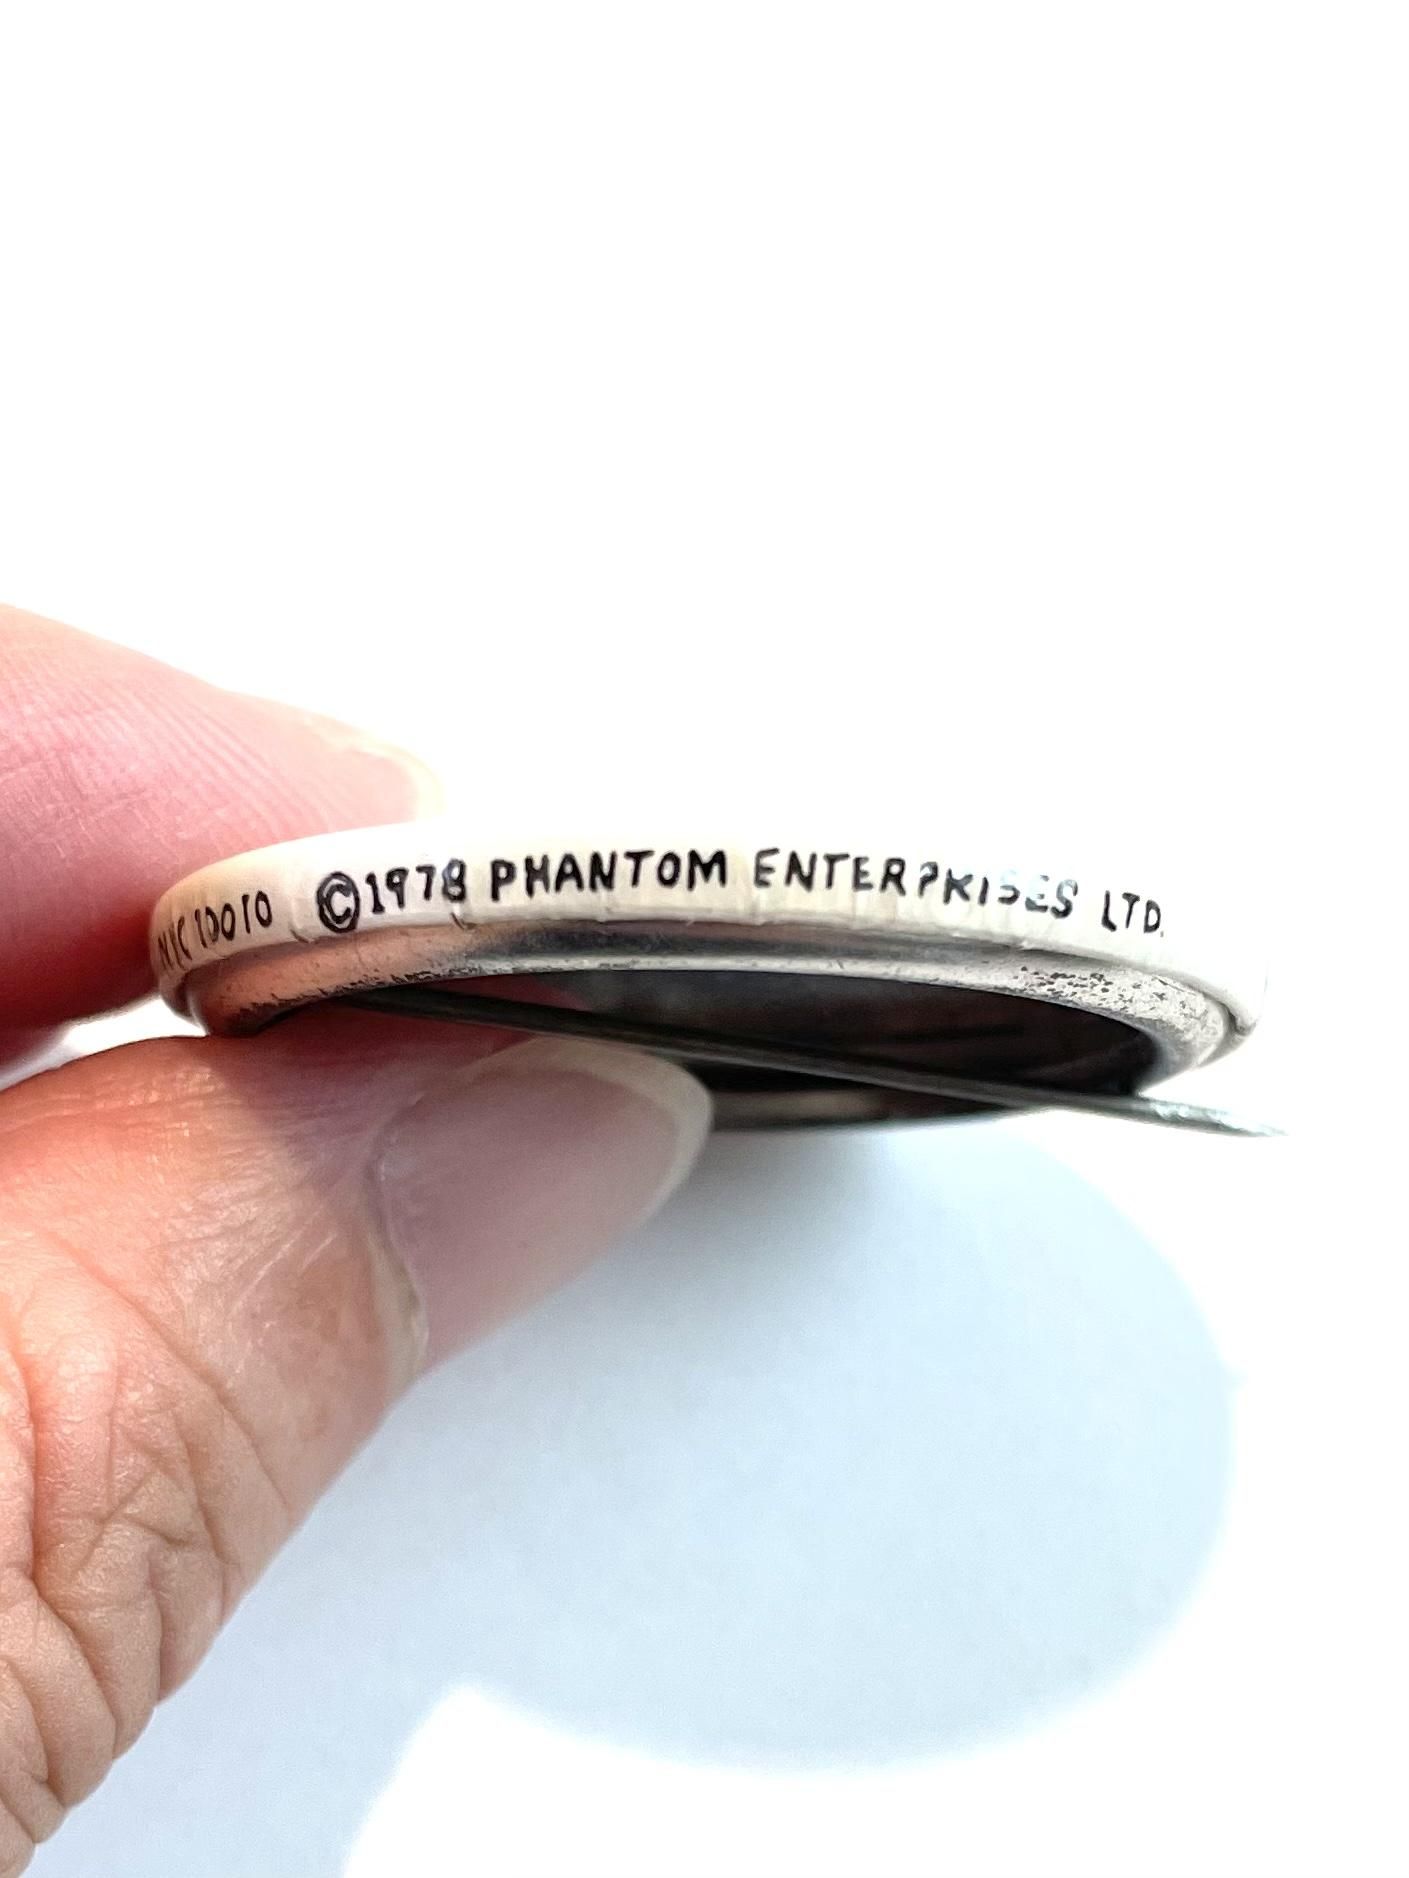 NYC 10010 ©1978 PHANTOM ENTERPRISES LTD.